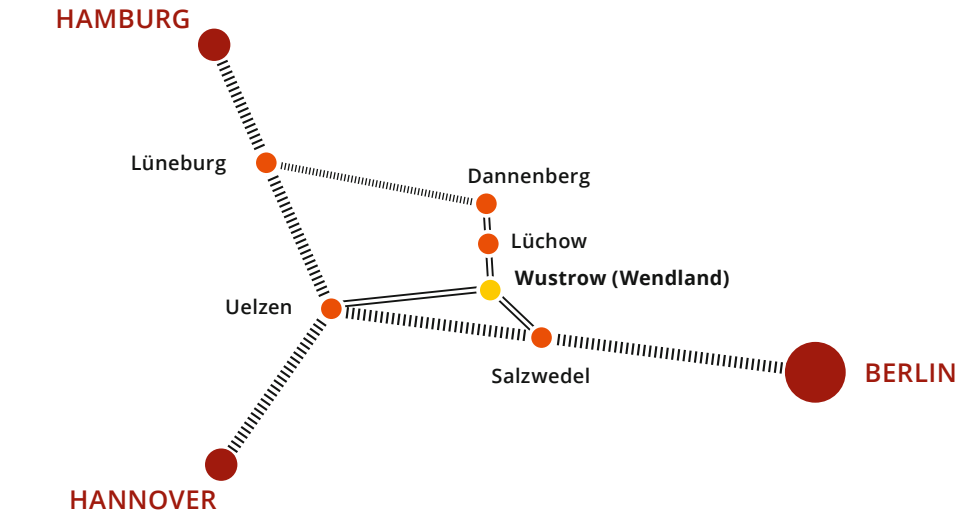 HAMBURG
Lüneburg
Dannenberg
Lüchow
Wustrow (Wendland)
Uelzen
Salzwedel
BERLIN
HANNOVER